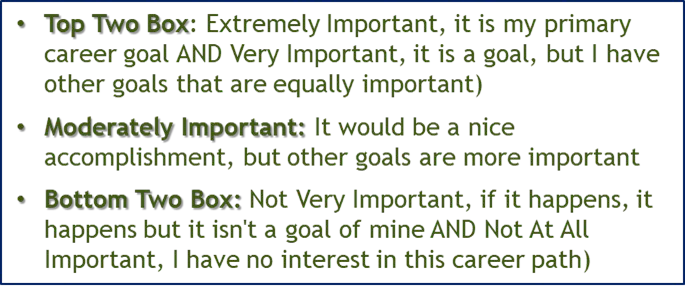 • Top Two Box: Extremely Important, it is my primary
career goal AND Very Important, it is a goal, but I have
other goals that are equally important)
• Moderately Important: It would be a nice
accomplishment, but other goals are more important
• Bottom Two Box: Not Very Important, if it happens, it
happens but it isn't a goal of mine AND Not At All
Important, I have no interest in this career path)